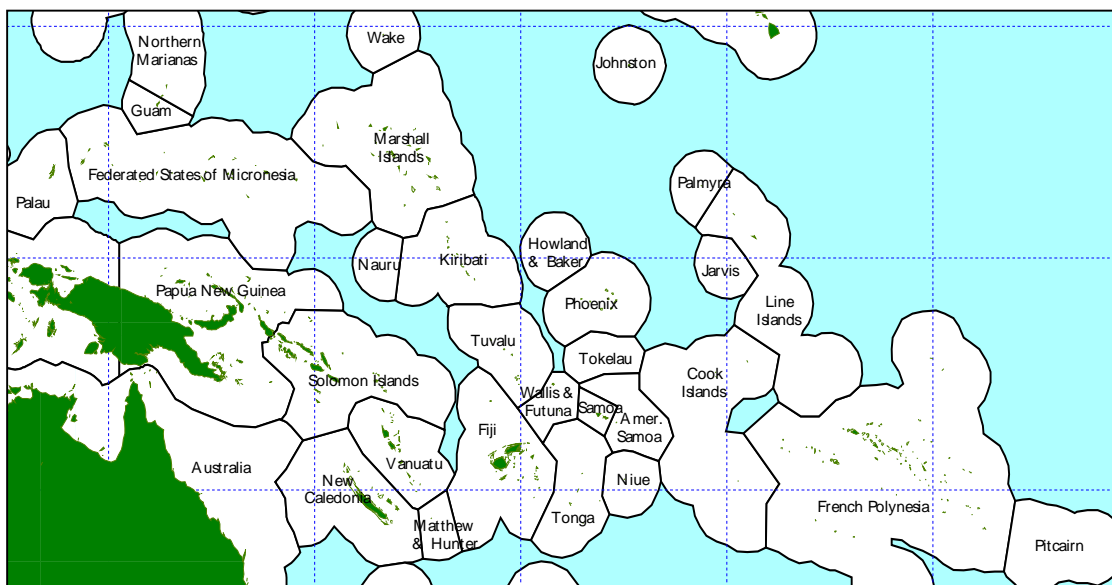 Northern
Marianas
Wake
Johnston
Guam
Marshall
Islands
Federated States of Micronesia
Palau
Palmyra
Howland
& Baker
Nauru
Kiribati
Jarvis
Papua New Guinea
Phoenix
Line
Islands
Tuvalu
Tokelau
Solomon Islands
Cook
Islands
Wallis &
Futuna
Samoa
Amer.
Samoa
Fiji
Australia
Vanuatu
New
Caledonia
Niue
Matthew
& Hunter
Tonga
French Polynesia
Pitcairn